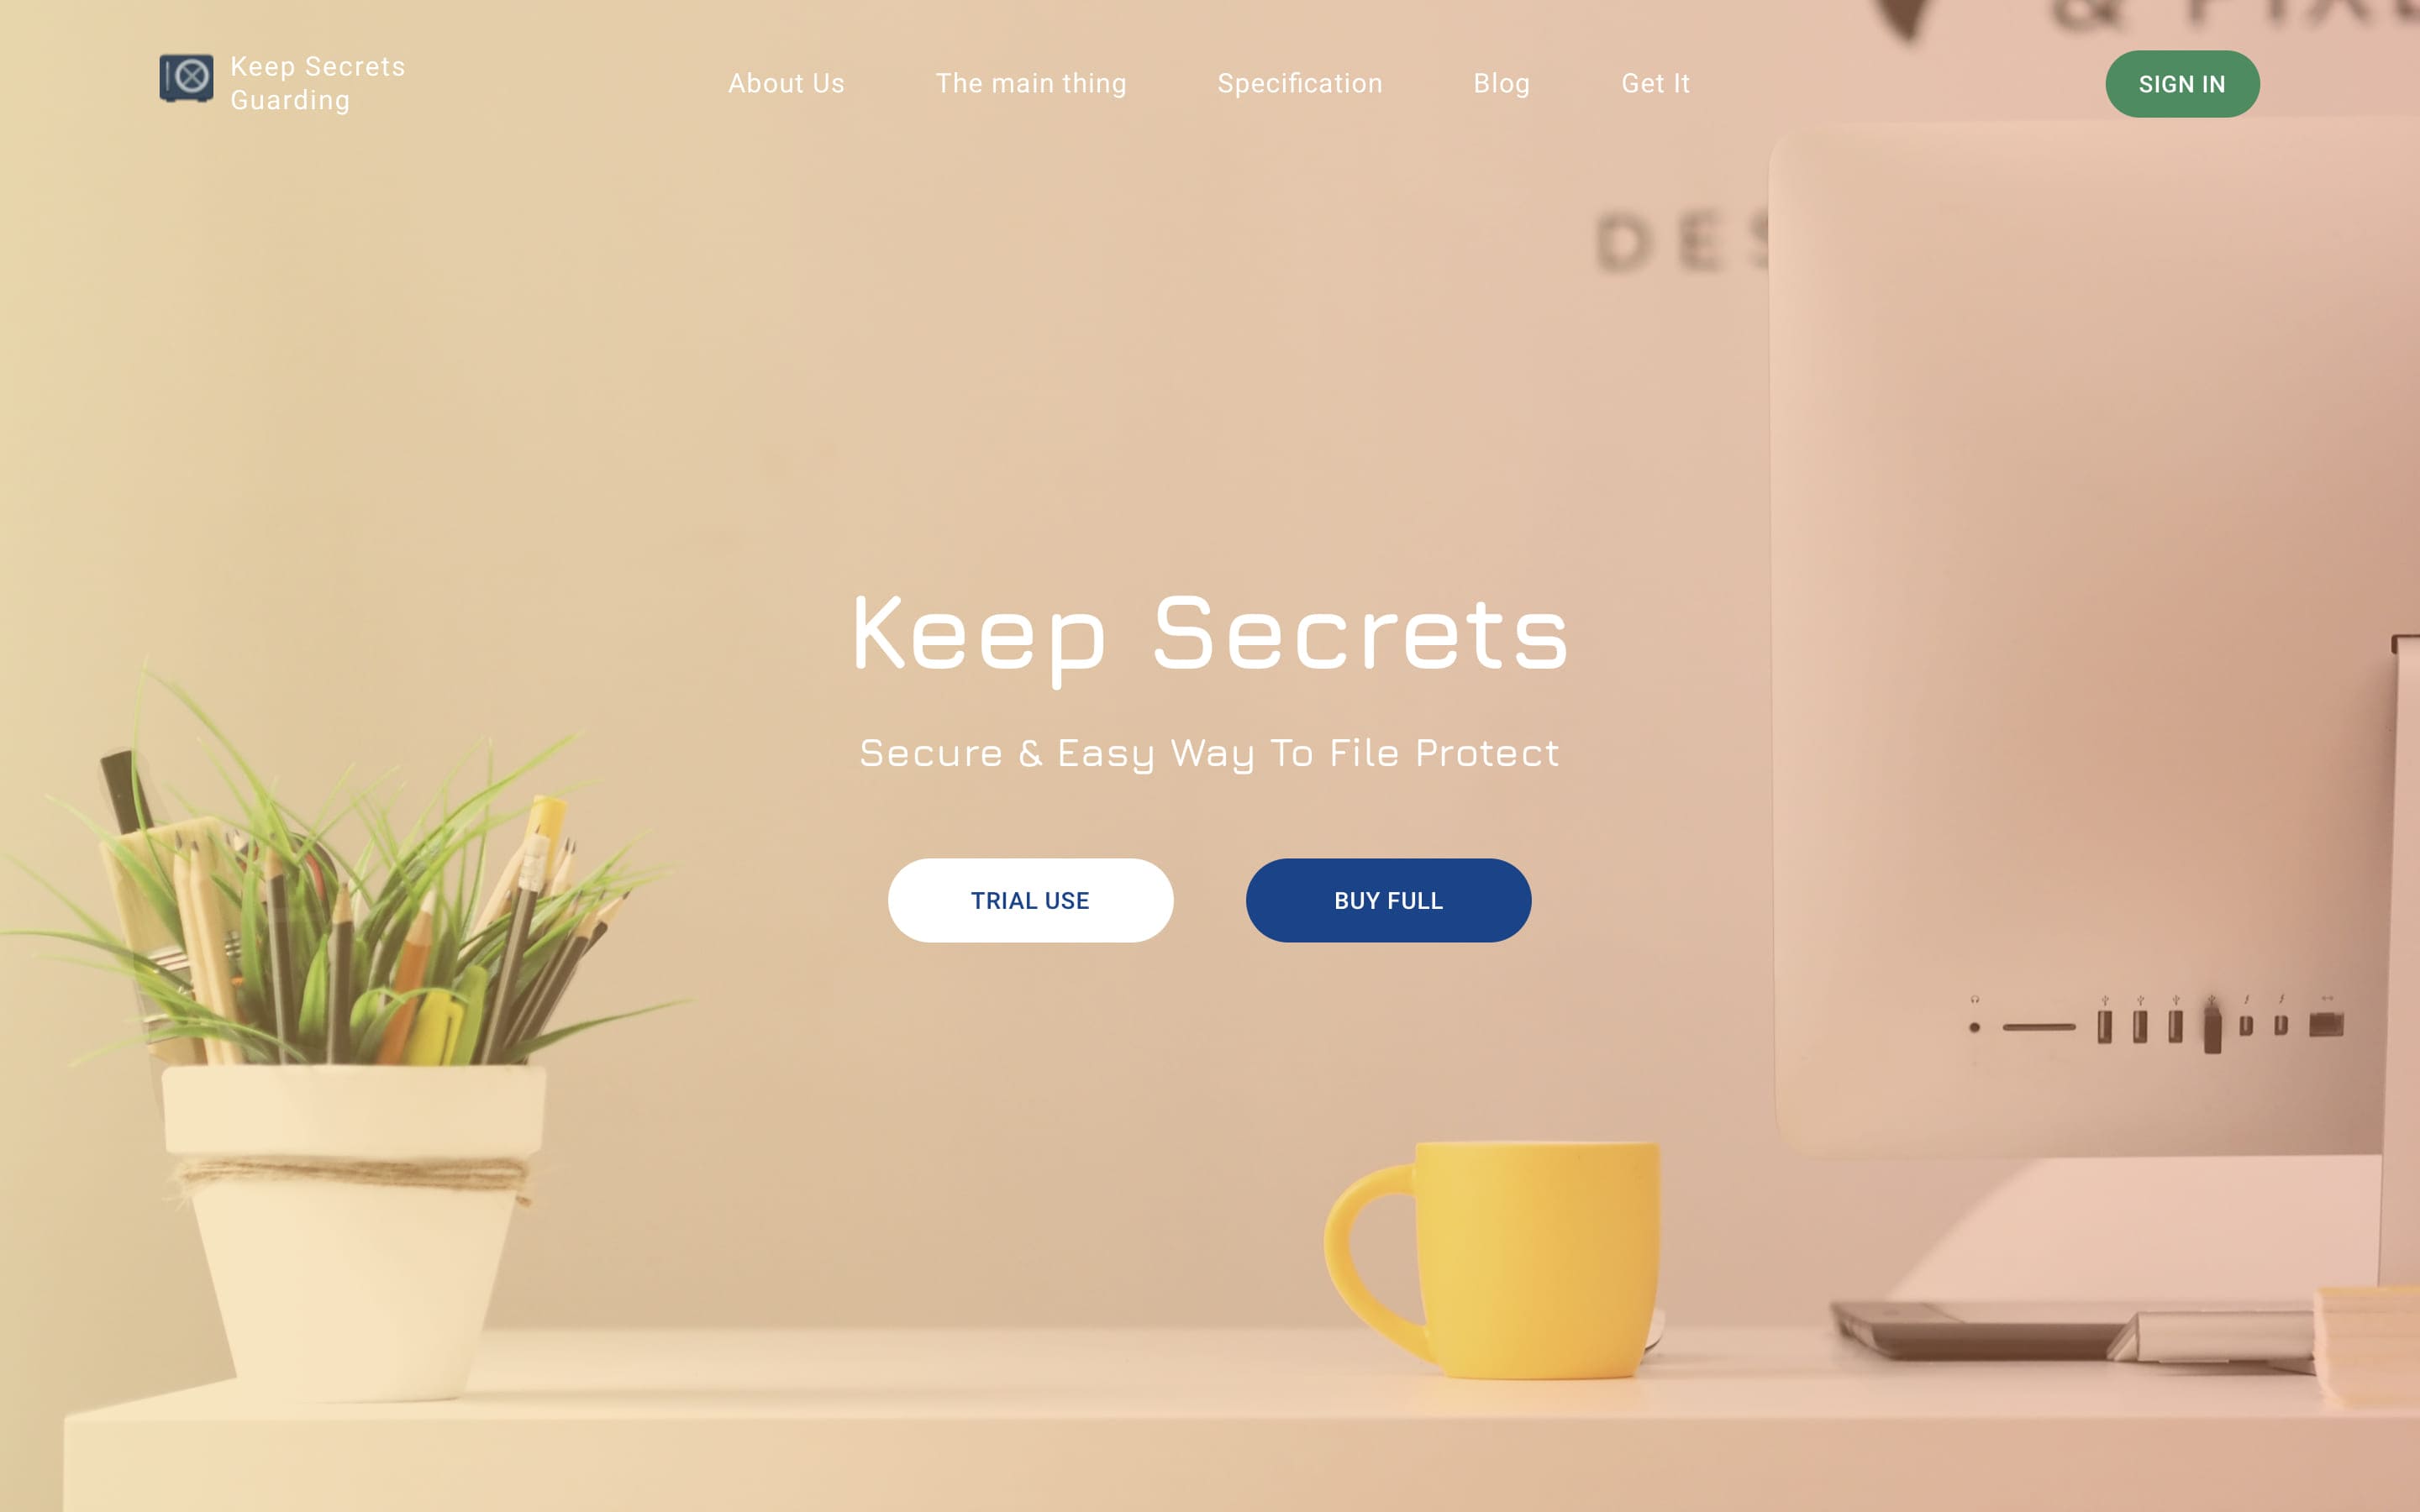 & PIX
Keep Secrets
Guarding
About Us
The main thing
Specification
Blog
Get It
SIGN IN
DES
Keep Secrets
Secure & Easy Way To File Protect
TRIAL USE
BUY FULL